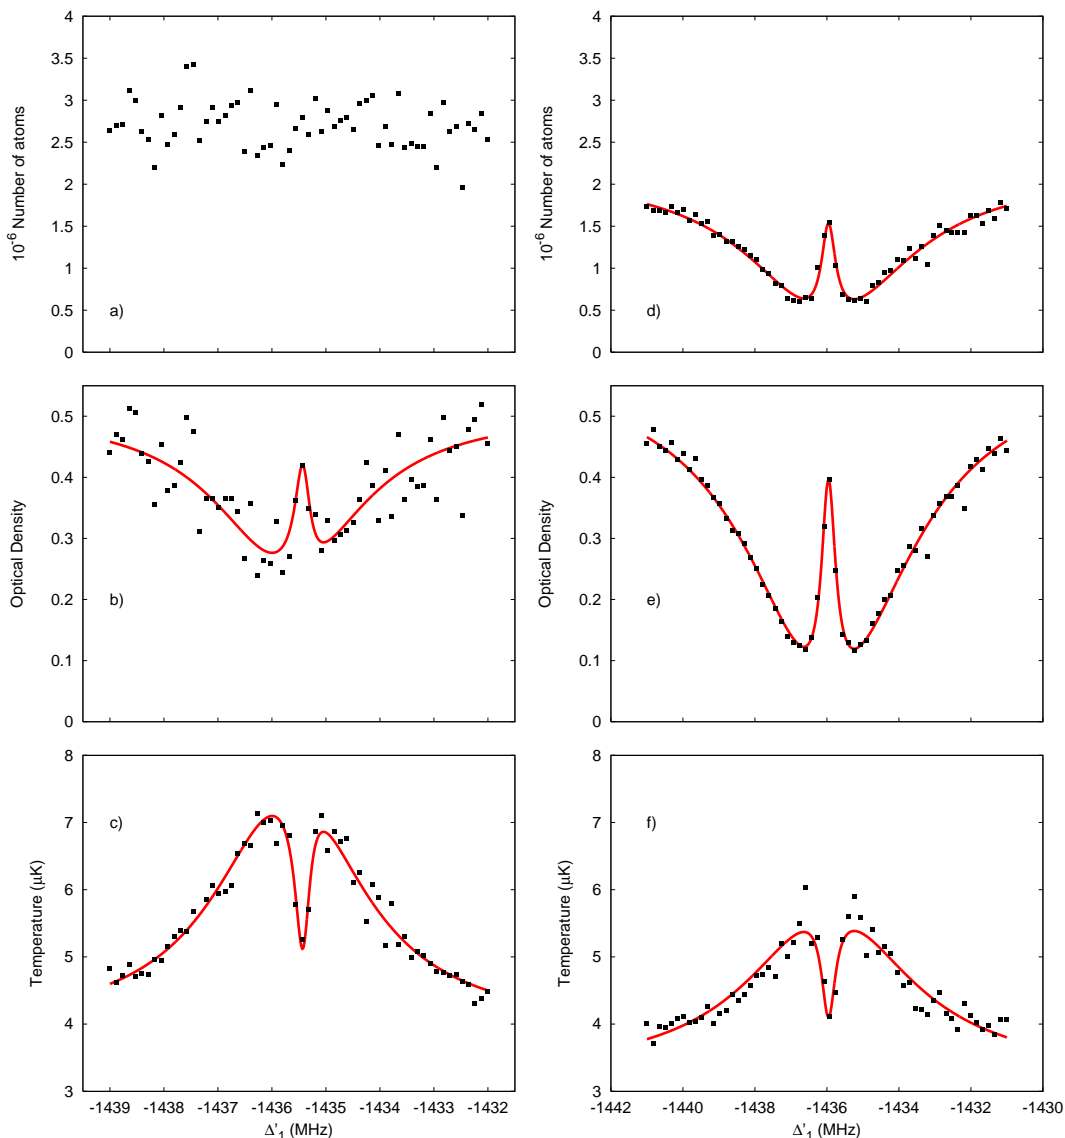 4
3.5
3
2.5
2
1.5
1
0.5
0
10⁻⁶ Number of atoms
a)
4
3.5
3
2.5
2
1.5
1
0.5
0
10⁻⁶ Number of atoms
d)
0.5
0.4
0.3
0.2
0.1
0
Optical Density
b)
0.5
0.4
0.3
0.2
0.1
0
Optical Density
e)
8
7
6
5
4
3
Temperature (μK)
c)
-1439 -1438 -1437 -1436 -1435 -1434 -1433 -1432
Δ'₁ (MHz)
8
7
6
5
4
3
Temperature (μK)
f)
-1442 -1440 -1438 -1436 -1434 -1432 -1430
Δ'₁ (MHz)